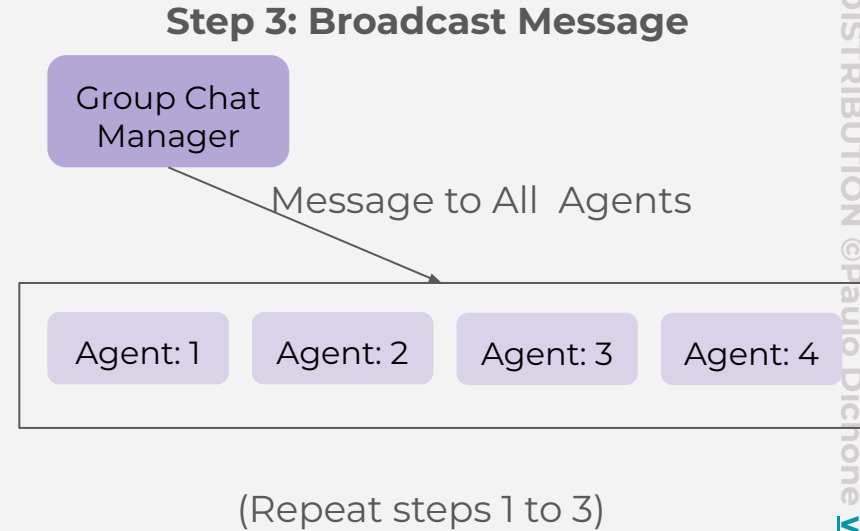 Step 3: Broadcast Message
Group Chat
Manager
Message to All Agents
Agent: 1
Agent: 2
Agent: 3
Agent: 4
(Repeat steps 1 to 3)
DISTRIBUTION ©Paulo Dichone